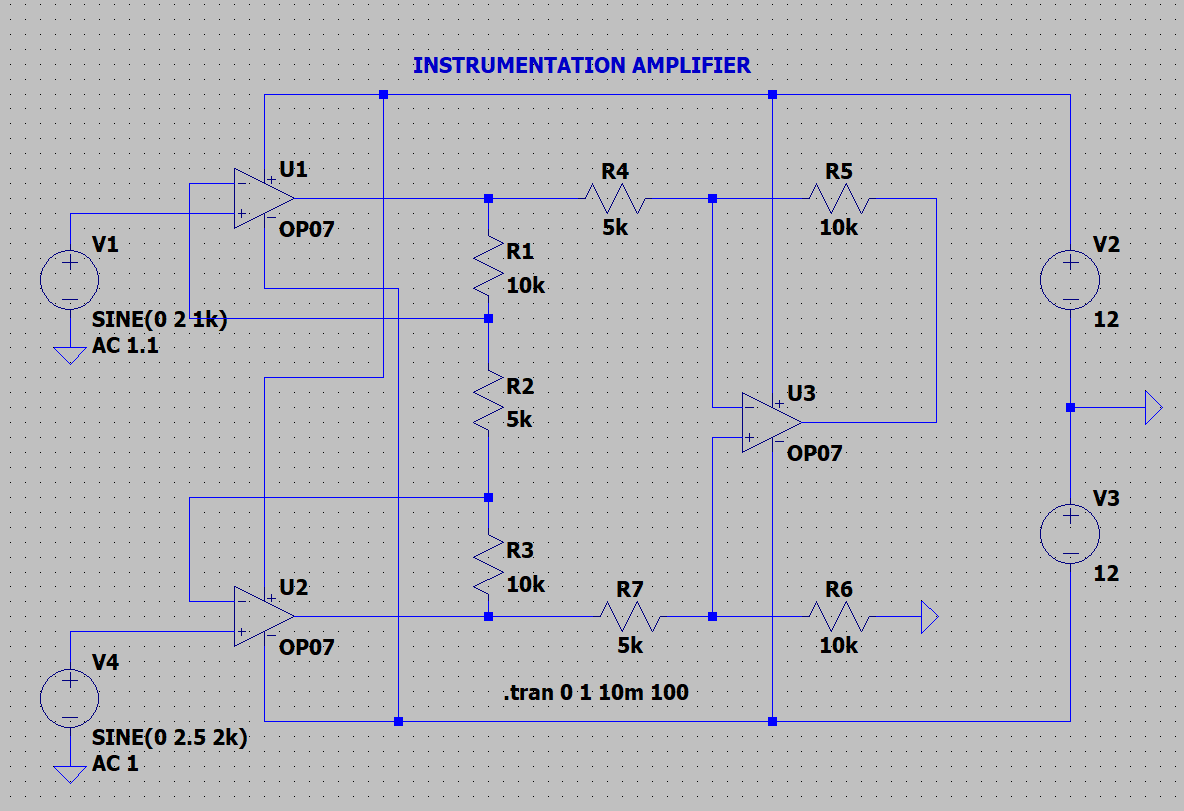 INSTRUMENTATION AMPLIFIER
U1
OP07
R4
5k
R5
10k
V1
SINE(0 2 1k)
AC 1.1
R1
10k
V2
12
R2
5k
U3
OP07
V3
12
R3
10k
U2
OP07
R7
5k
R6
10k
V4
SINE(0 2.5 2k)
AC 1
.tran 0 1 10m 100